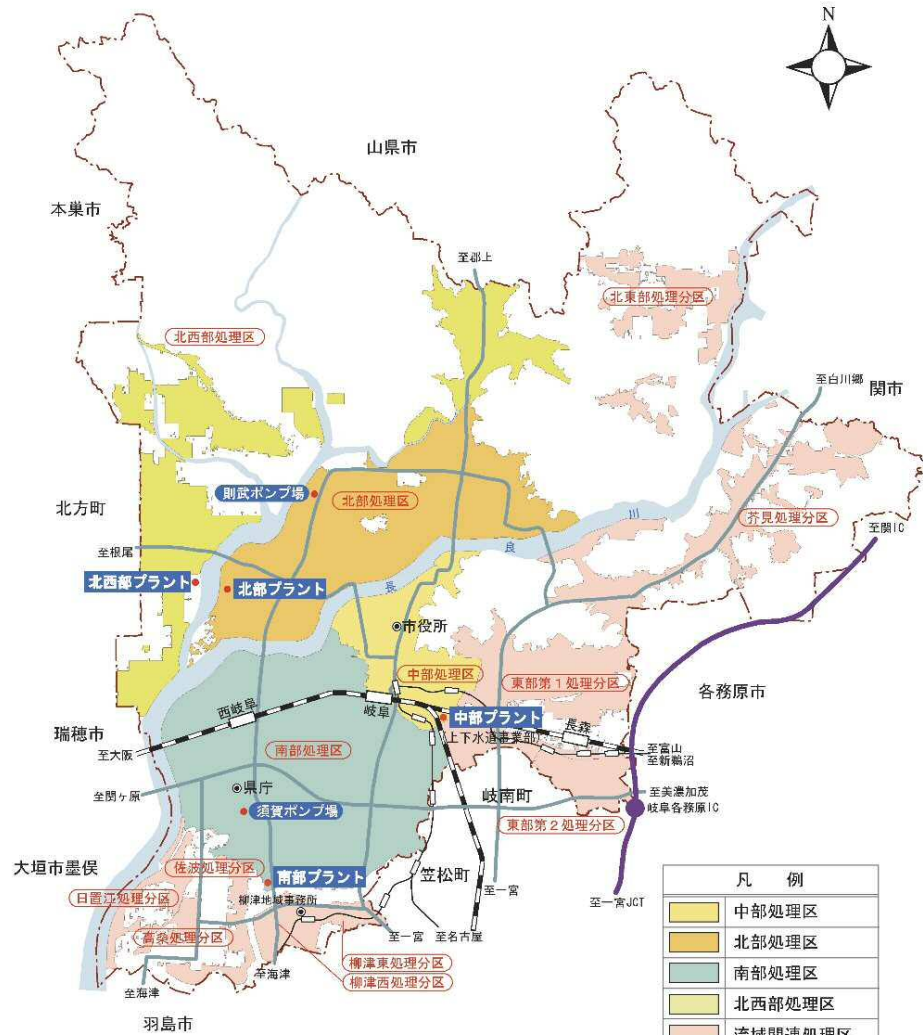 N
山県市
本巣市
至郡上
北東部処理分区
北西部処理区
至白川郷
関市
則武ポンプ場
北部処理区
北方町
川
良
長
芥見処理分区
至関IC
至根尾
北西部プラント
北部プラント
市役所
中部処理区
東部第1処理分区
各務原市
西岐阜
岐阜
中部プラント
上下水道事業部
長森
瑞穂市
至大阪
至富山
至新鵜沼
南部処理区
県庁
至美濃加茂
岐阜各務原IC
至関ヶ原
須賀ポンプ場
岐南町
東部第2処理分区
大垣市墨俣
佐波処理分区
南部プラント
笠松町
日置江処理分区
柳津地域事務所
至一宮
至一宮JCT
高桑処理分区
至一宮
至名古屋
柳津東処理分区
柳津西処理分区
至海津
至海津
羽島市
凡 例
中部処理区
北部処理区
南部処理区
北西部処理区
流域関連処理区